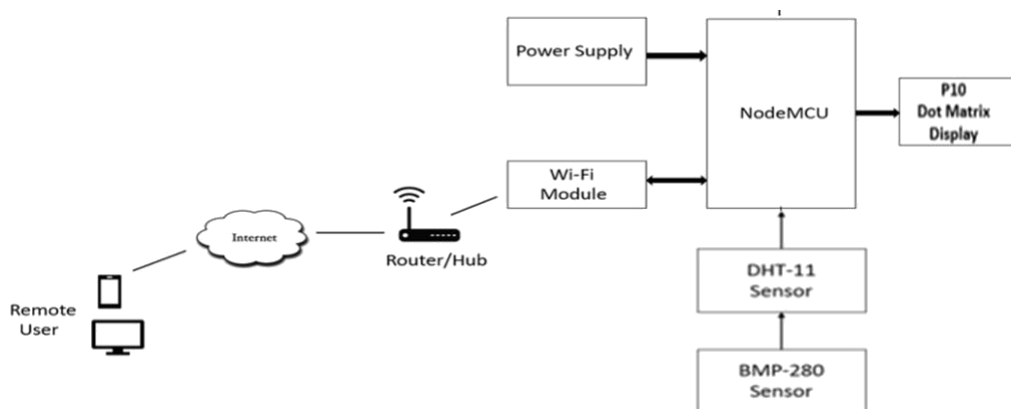 Power Supply
NodeMCU
P10
Dot Matrix
Display
Wi-Fi
Module
Internet
Router/Hub
Remote
User
DHT-11
Sensor
BMP-280
Sensor